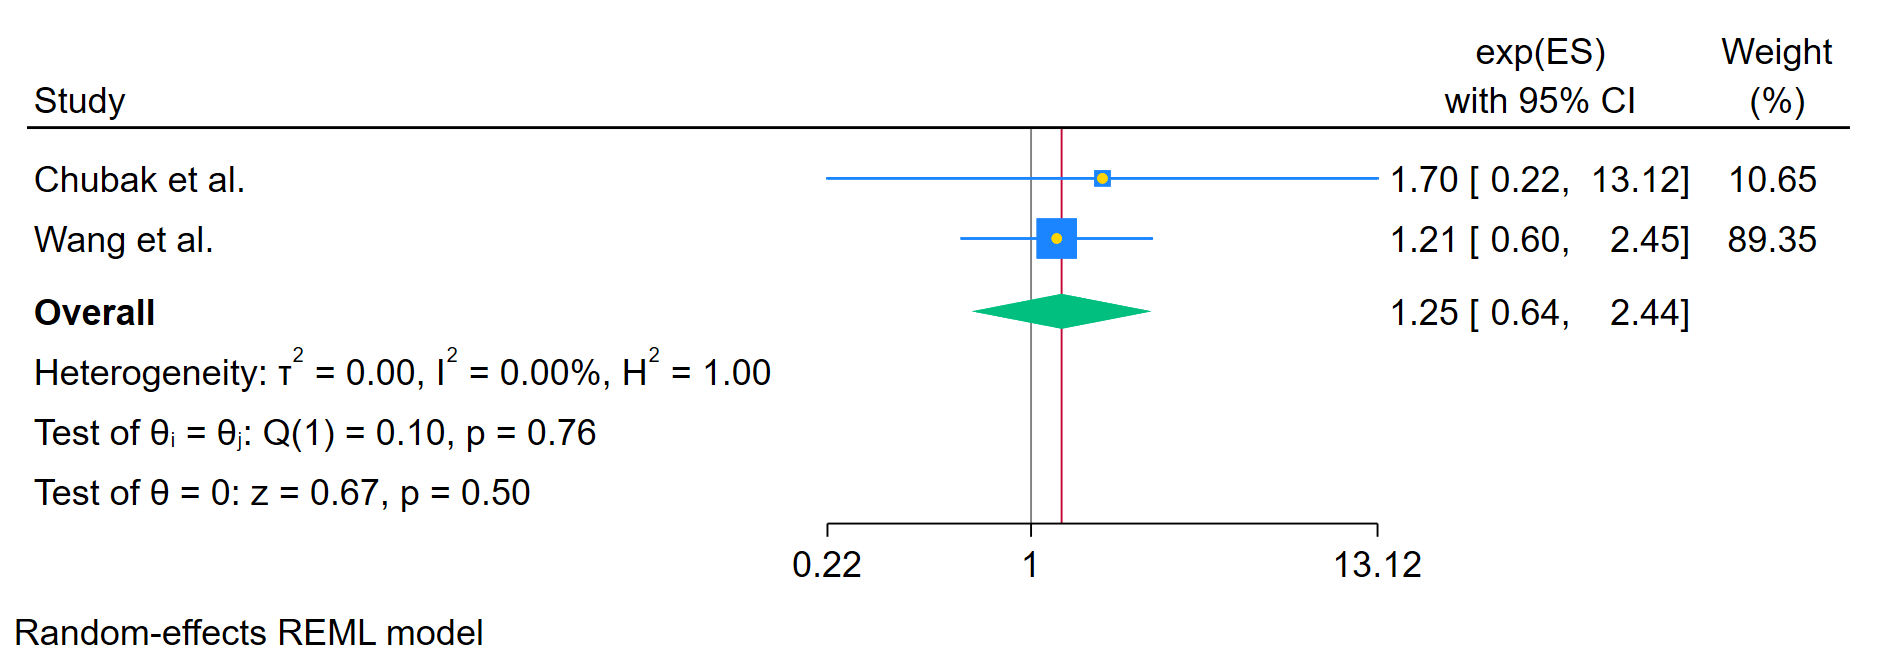 exp(ES) Weight
Study with 95% CI (%)
Chubak et al. 1.70 [ 0.22, 13.12] 10.65
Wang et al. 1.21 [ 0.60, 2.45] 89.35
Overall 1.25 [ 0.64, 2.44]
Heterogeneity: τ² = 0.00, I² = 0.00%, H² = 1.00
Test of θᵢ = θⱼ: Q(1) = 0.10, p = 0.76
Test of θ = 0: z = 0.67, p = 0.50
0.22 1 13.12
Random-effects REML model